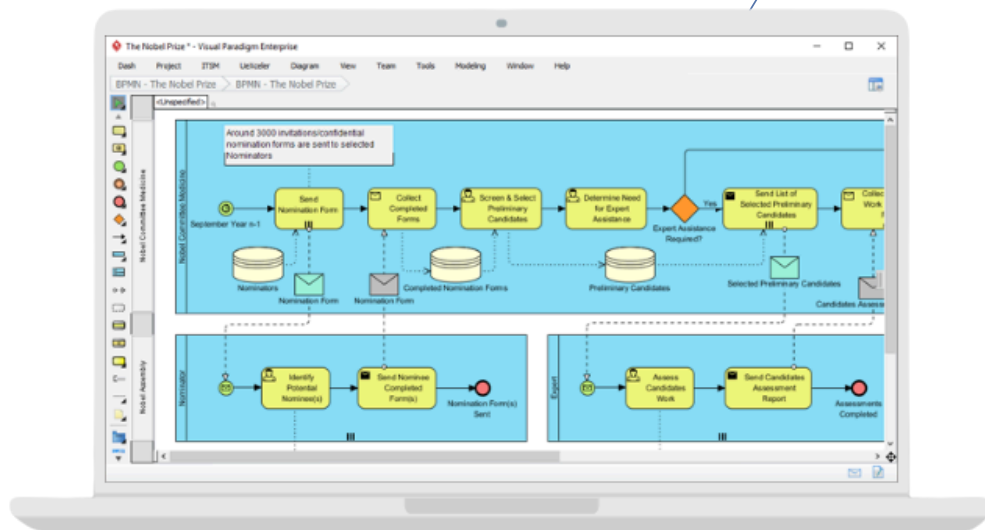 The Nobel Prize * - Visual Paradigm Enterprise
Dash Project ITSM UeXceler Diagram View Team Tools Modeling Window Help
BPMN - The Nobel Prize
BPMN - The Nobel Prize
<Unspecified>
Nobel Committee Medicine
Nobel Assembly
Nobel Committee Medicine
Around 3000 invitations/confidential
nomination forms are sent to selected
Nominators
September Year n-1
Send
Nomination Form
Collect
Completed
Forms
Screen & Select
Preliminary
Candidates
Determine Need
for Expert
Assistance
Yes
Expert Assistance
Required?
Send List of
Selected Preliminary
Candidates
Collec
Work
Nominators
Nomination Form
Nomination Form
Completed Nomination Forms
Preliminary Candidates
Selected Preliminary Candidates
Candidates Assess
Nominator
Identify
Potential
Nominee(s)
Send Nominee
Completed
Form(s)
Nomination Form(s)
Sent
Expert
Assess
Candidates
Work
Send Candidates
Assessment
Report
Assessments
Completed